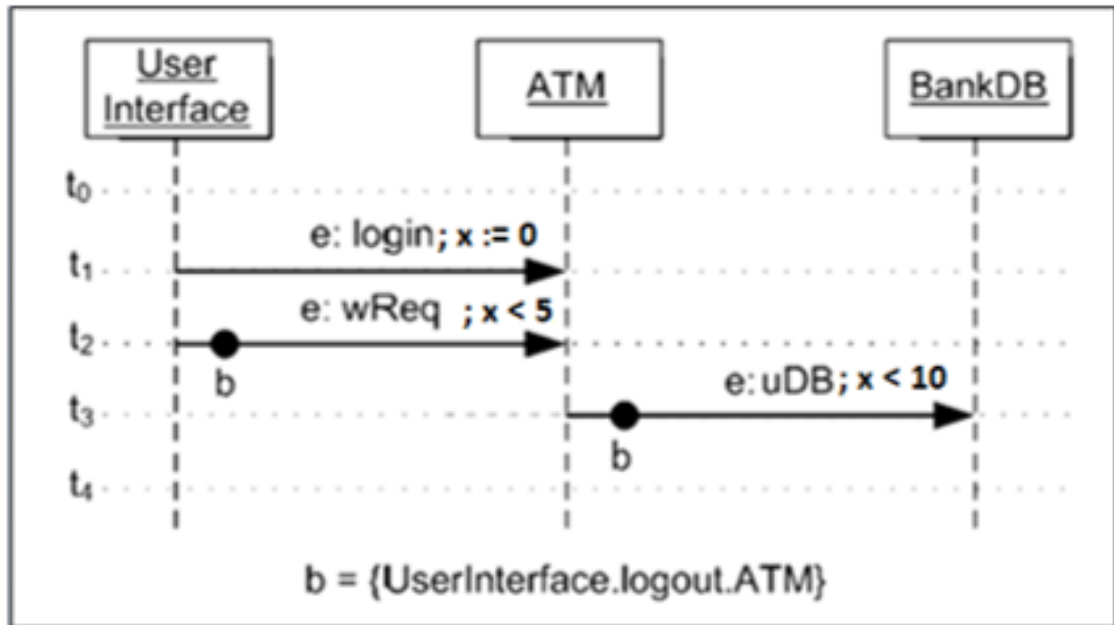 User
Interface
ATM
BankDB
t0
e: login; x := 0
t1
e: wReq ; x < 5
t2
b
e:uDB; x < 10
t3
b
t4
b = {UserInterface.logout.ATM}